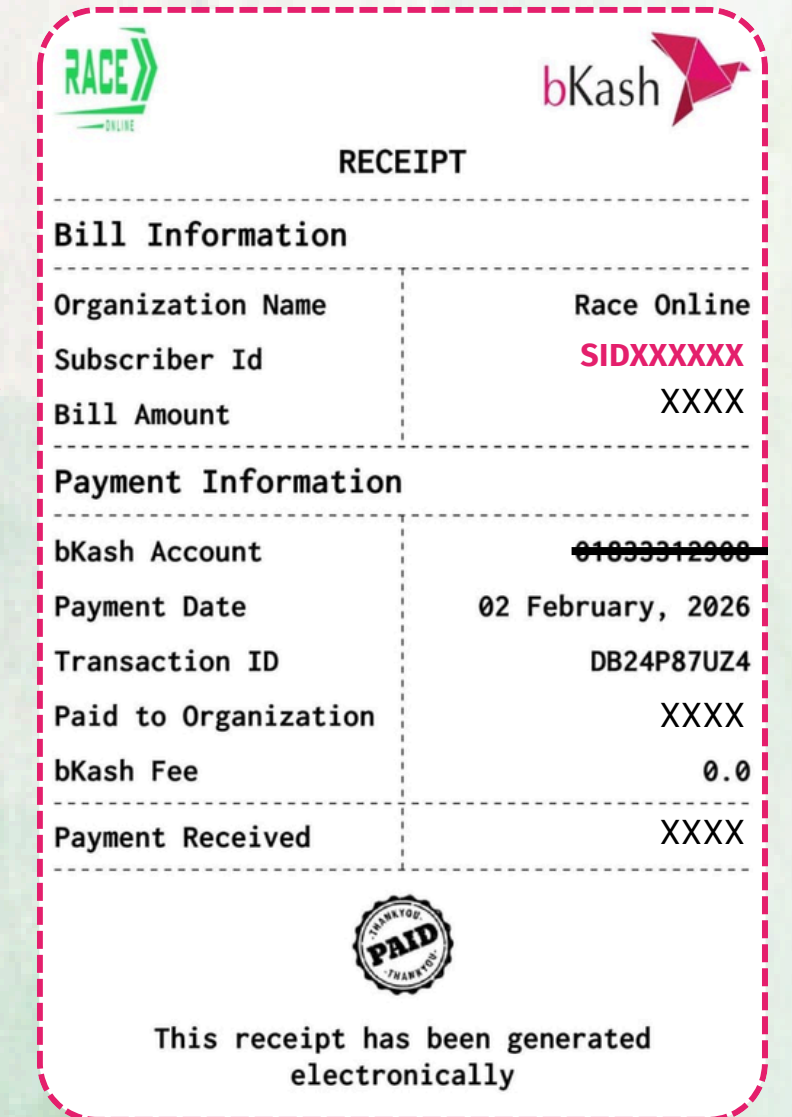 RACE
ONLINE
bKash
RECEIPT
Bill Information
Organization Name Race Online
Subscriber Id SIDXXXXXX
Bill Amount XXXX
Payment Information
bKash Account
Payment Date 02 February, 2026
Transaction ID DB24P87UZ4
Paid to Organization XXXX
bKash Fee 0.0
Payment Received XXXX
THANKYOU
PAID
THANKYOU
This receipt has been generated
electronically